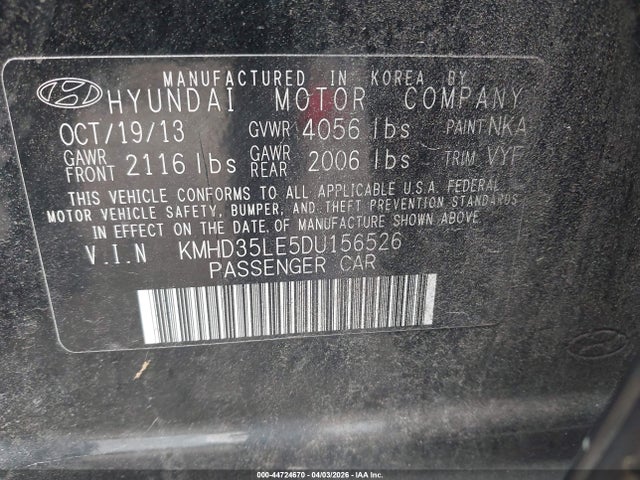 MANUFACTURED IN KOREA BY
HYUNDAI MOTOR COMPANY
OCT/19/13 GVWR 4056 lbs PAINT NKA
GAWR FRONT 2116 lbs GAWR REAR 2006 lbs TRIM VYF
THIS VEHICLE CONFORMS TO ALL APPLICABLE U.S.A. FEDERAL
MOTOR VEHICLE SAFETY, BUMPER, AND THEFT PREVENTION STANDARDS
IN EFFECT ON THE DATE OF MANUFACTURE SHOWN ABOVE.
V.I.N KMHD35LE5DU156526
PASSENGER CAR
000-44724670 - 04/03/2026 - IAA Inc.